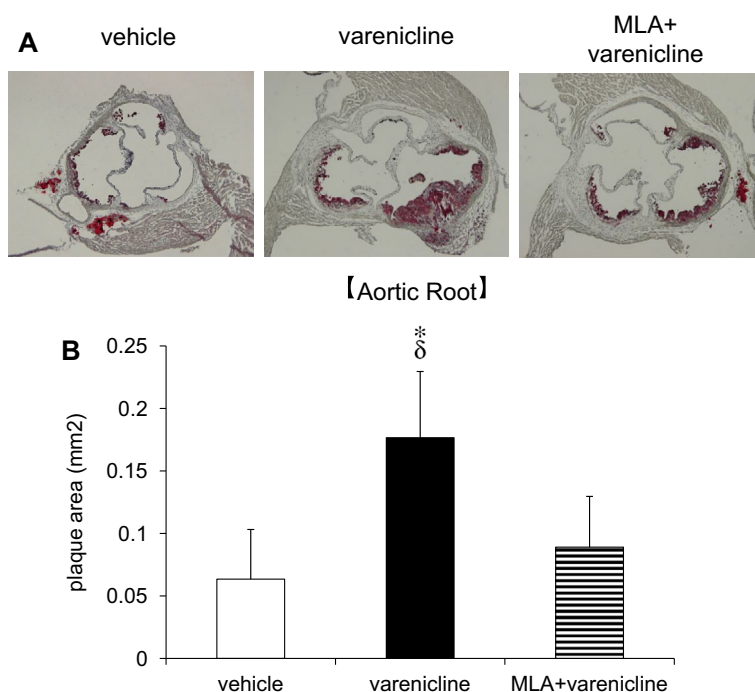 A
vehicle
varenicline
MLA+
varenicline
【Aortic Root】
B
plaque area (mm2)
0.25
0.2
0.15
0.1
0.05
0
*
δ
vehicle
varenicline
MLA+varenicline